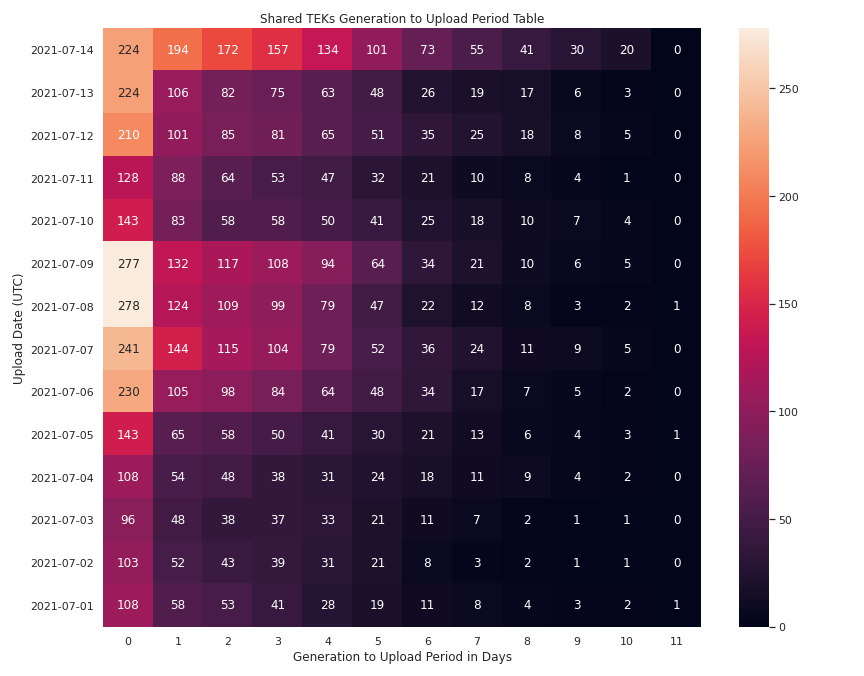 Shared TEKs Generation to Upload Period Table
Upload Date (UTC)
2021-07-14 224 194 172 157 134 101 73 55 41 30 20 0
2021-07-13 224 106 82 75 63 48 26 19 17 6 3 0
2021-07-12 210 101 85 81 65 51 35 25 18 8 5 0
2021-07-11 128 88 64 53 47 32 21 10 8 4 1 0
2021-07-10 143 83 58 58 50 41 25 18 10 7 4 0
2021-07-09 277 132 117 108 94 64 34 21 10 6 5 0
2021-07-08 278 124 109 99 79 47 22 12 8 3 2 1
2021-07-07 241 144 115 104 79 52 36 24 11 9 5 0
2021-07-06 230 105 98 84 64 48 34 17 7 5 2 0
2021-07-05 143 65 58 50 41 30 21 13 6 4 3 1
2021-07-04 108 54 48 38 31 24 18 11 9 4 2 0
2021-07-03 96 48 38 37 33 21 11 7 2 1 1 0
2021-07-02 103 52 43 39 31 21 8 3 2 1 1 0
2021-07-01 108 58 53 41 28 19 11 8 4 3 2 1
0 1 2 3 4 5 6 7 8 9 10 11
Generation to Upload Period in Days
250
200
150
100
50
0